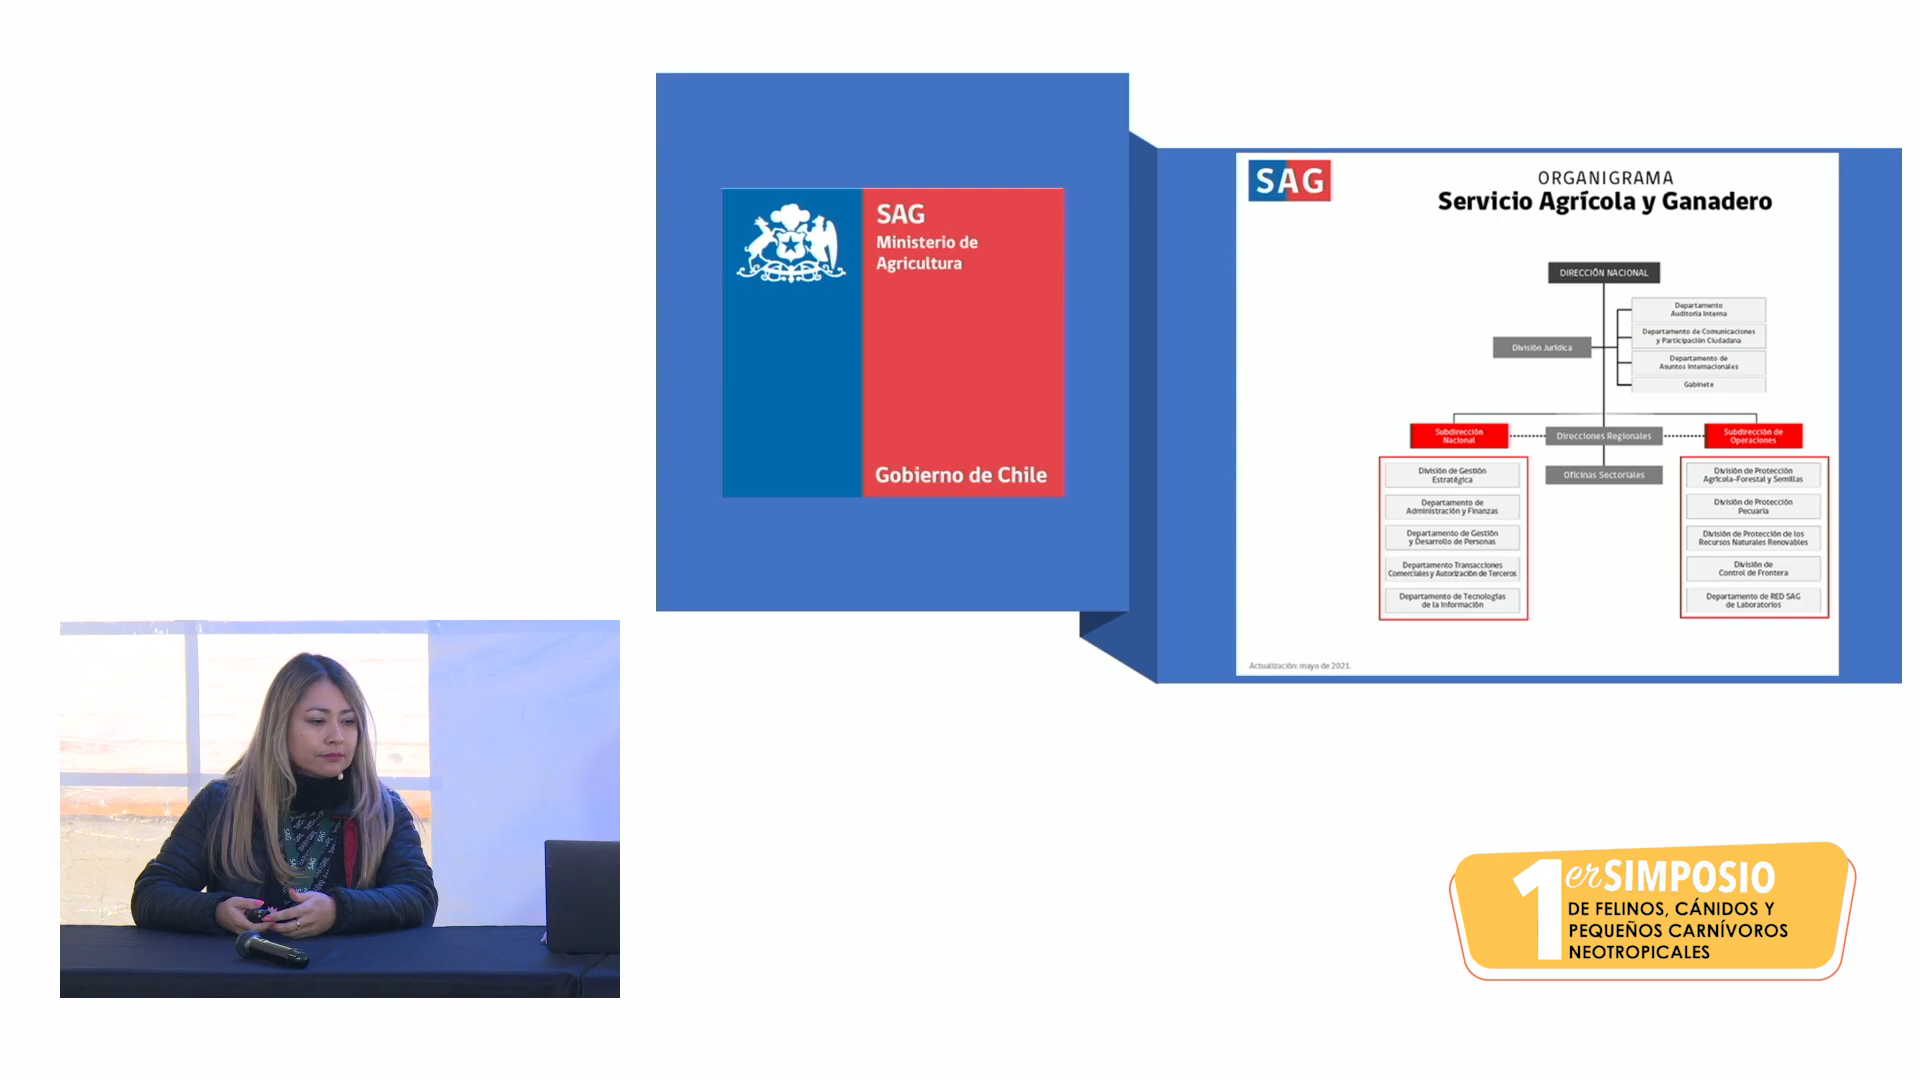 SAG
Ministerio de
Agricultura
Gobierno de Chile
SAG
ORGANIGRAMA
Servicio Agrícola y Ganadero
DIRECCIÓN NACIONAL
Departamento
Auditoría Interna
Departamento de Comunicaciones
y Participación Ciudadana
División Jurídica
Departamento de
Asuntos Internacionales
Gabinete
Subdirección
Nacional
Direcciones Regionales
Subdirección de
Operaciones
Oficinas Sectoriales
División de Gestión
Estratégica
Departamento de
Administración y Finanzas
Departamento de Gestión
y Desarrollo de Personas
Departamento Transacciones
Comerciales y Autorización de Terceros
Departamento de Tecnologías
de la Información
División de Protección
Agrícola-Forestal y Semillas
División de Protección
Pecuaria
División de Protección de los
Recursos Naturales Renovables
División de
Control de Frontera
Departamento de RED SAG
de Laboratorios
Actualización: mayo de 2021.
SAG
SAG
SAG
1er SIMPOSIO
DE FELINOS, CÁNIDOS Y
PEQUEÑOS CARNÍVOROS
NEOTROPICALES